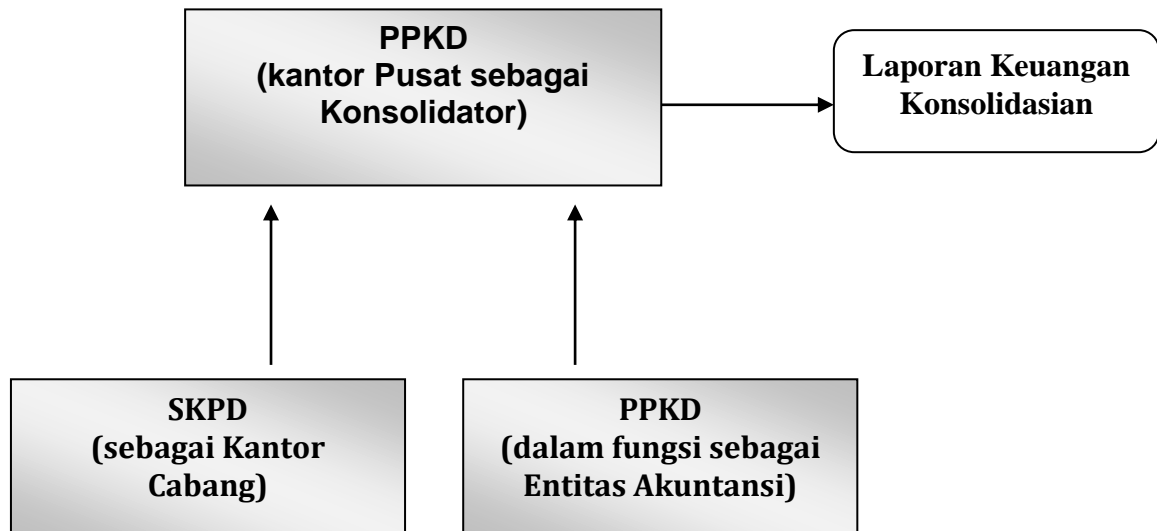 PPKD
(kantor Pusat sebagai
Konsolidator)
Laporan Keuangan
Konsolidasian
SKPD
(sebagai Kantor
Cabang)
PPKD
(dalam fungsi sebagai
Entitas Akuntansi)